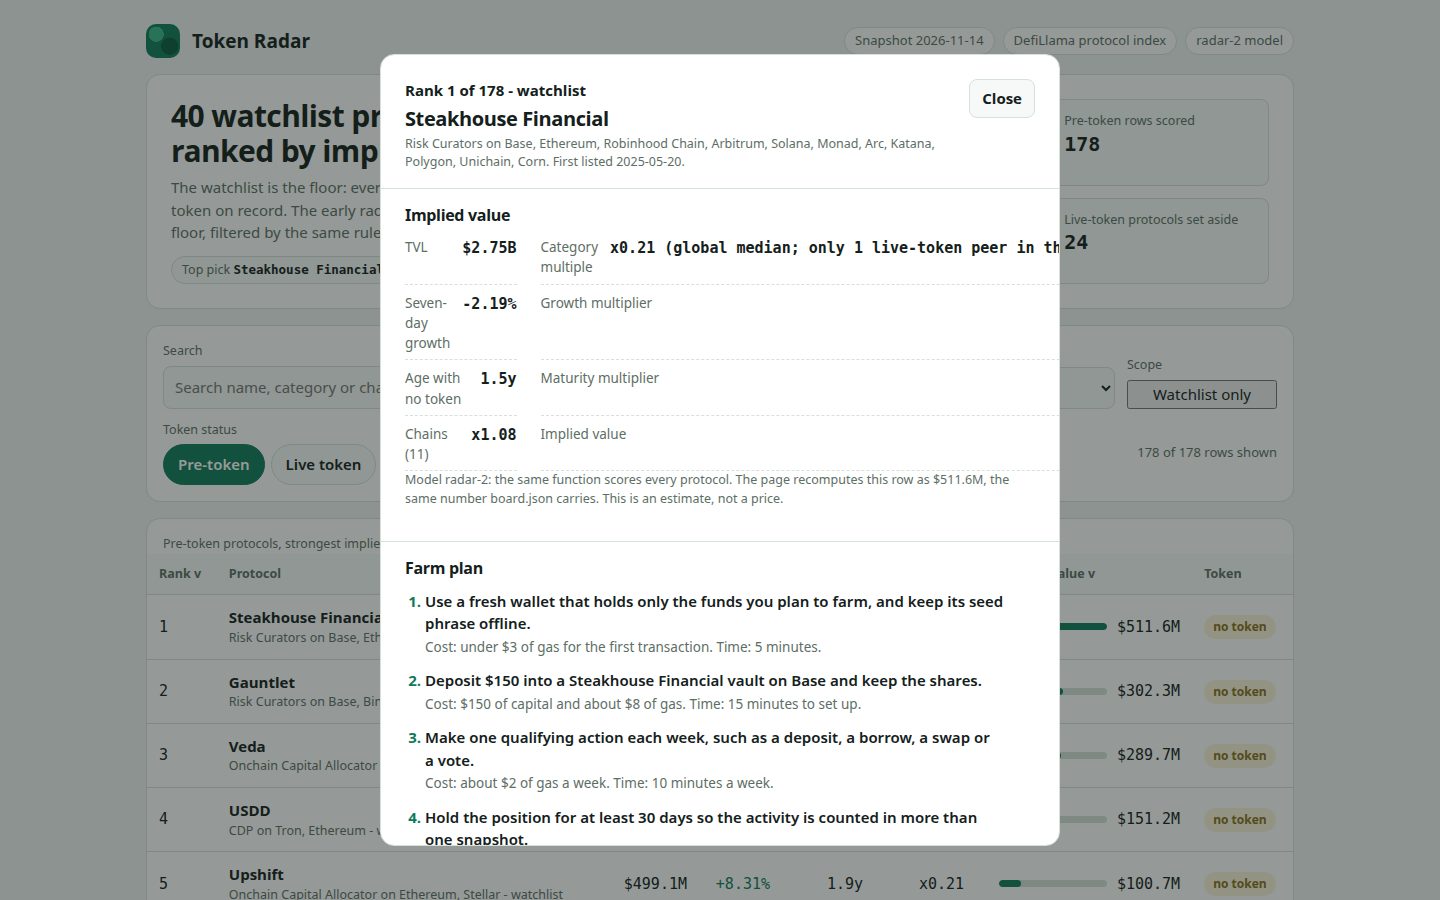 Token Radar
Snapshot 2026-11-14
DefiLlama protocol index
radar-2 model
40 watchlist pr
ranked by imp
The watchlist is the floor: ever
token on record. The early rac
floor, filtered by the same rule
Top pick Steakhouse Financial
Pre-token rows scored
178
Live-token protocols set aside
24
Search
Search name, category or cha
Scope
Watchlist only
Token status
Pre-token
Live token
178 of 178 rows shown
Pre-token protocols, strongest implie
Rank v
Protocol
alue v
Token
1
Steakhouse Financia
Risk Curators on Base, Eth
$511.6M
no token
2
Gauntlet
Risk Curators on Base, Bin
$302.3M
no token
3
Veda
Onchain Capital Allocator
$289.7M
no token
4
USDD
CDP on Tron, Ethereum - w
$151.2M
no token
5
Upshift
Onchain Capital Allocator on Ethereum, Stellar - watchlist
$499.1M
+8.31%
1.9y
x0.21
$100.7M
no token
Rank 1 of 178 - watchlist
Steakhouse Financial
Risk Curators on Base, Ethereum, Robinhood Chain, Arbitrum, Solana, Monad, Arc, Katana,
Polygon, Unichain, Corn. First listed 2025-05-20.
Close
Implied value
TVL
$2.75B
Category
multiple
x0.21 (global median; only 1 live-token peer in th
Seven-
day
growth
-2.19%
Growth multiplier
Age with
no token
1.5y
Maturity multiplier
Chains
(11)
x1.08
Implied value
Model radar-2: the same function scores every protocol. The page recomputes this row as $511.6M, the
same number board.json carries. This is an estimate, not a price.
Farm plan
1. Use a fresh wallet that holds only the funds you plan to farm, and keep its seed
phrase offline.
Cost: under $3 of gas for the first transaction. Time: 5 minutes.
2. Deposit $150 into a Steakhouse Financial vault on Base and keep the shares.
Cost: $150 of capital and about $8 of gas. Time: 15 minutes to set up.
3. Make one qualifying action each week, such as a deposit, a borrow, a swap or
a vote.
Cost: about $2 of gas a week. Time: 10 minutes a week.
4. Hold the position for at least 30 days so the activity is counted in more than
one snapshot.